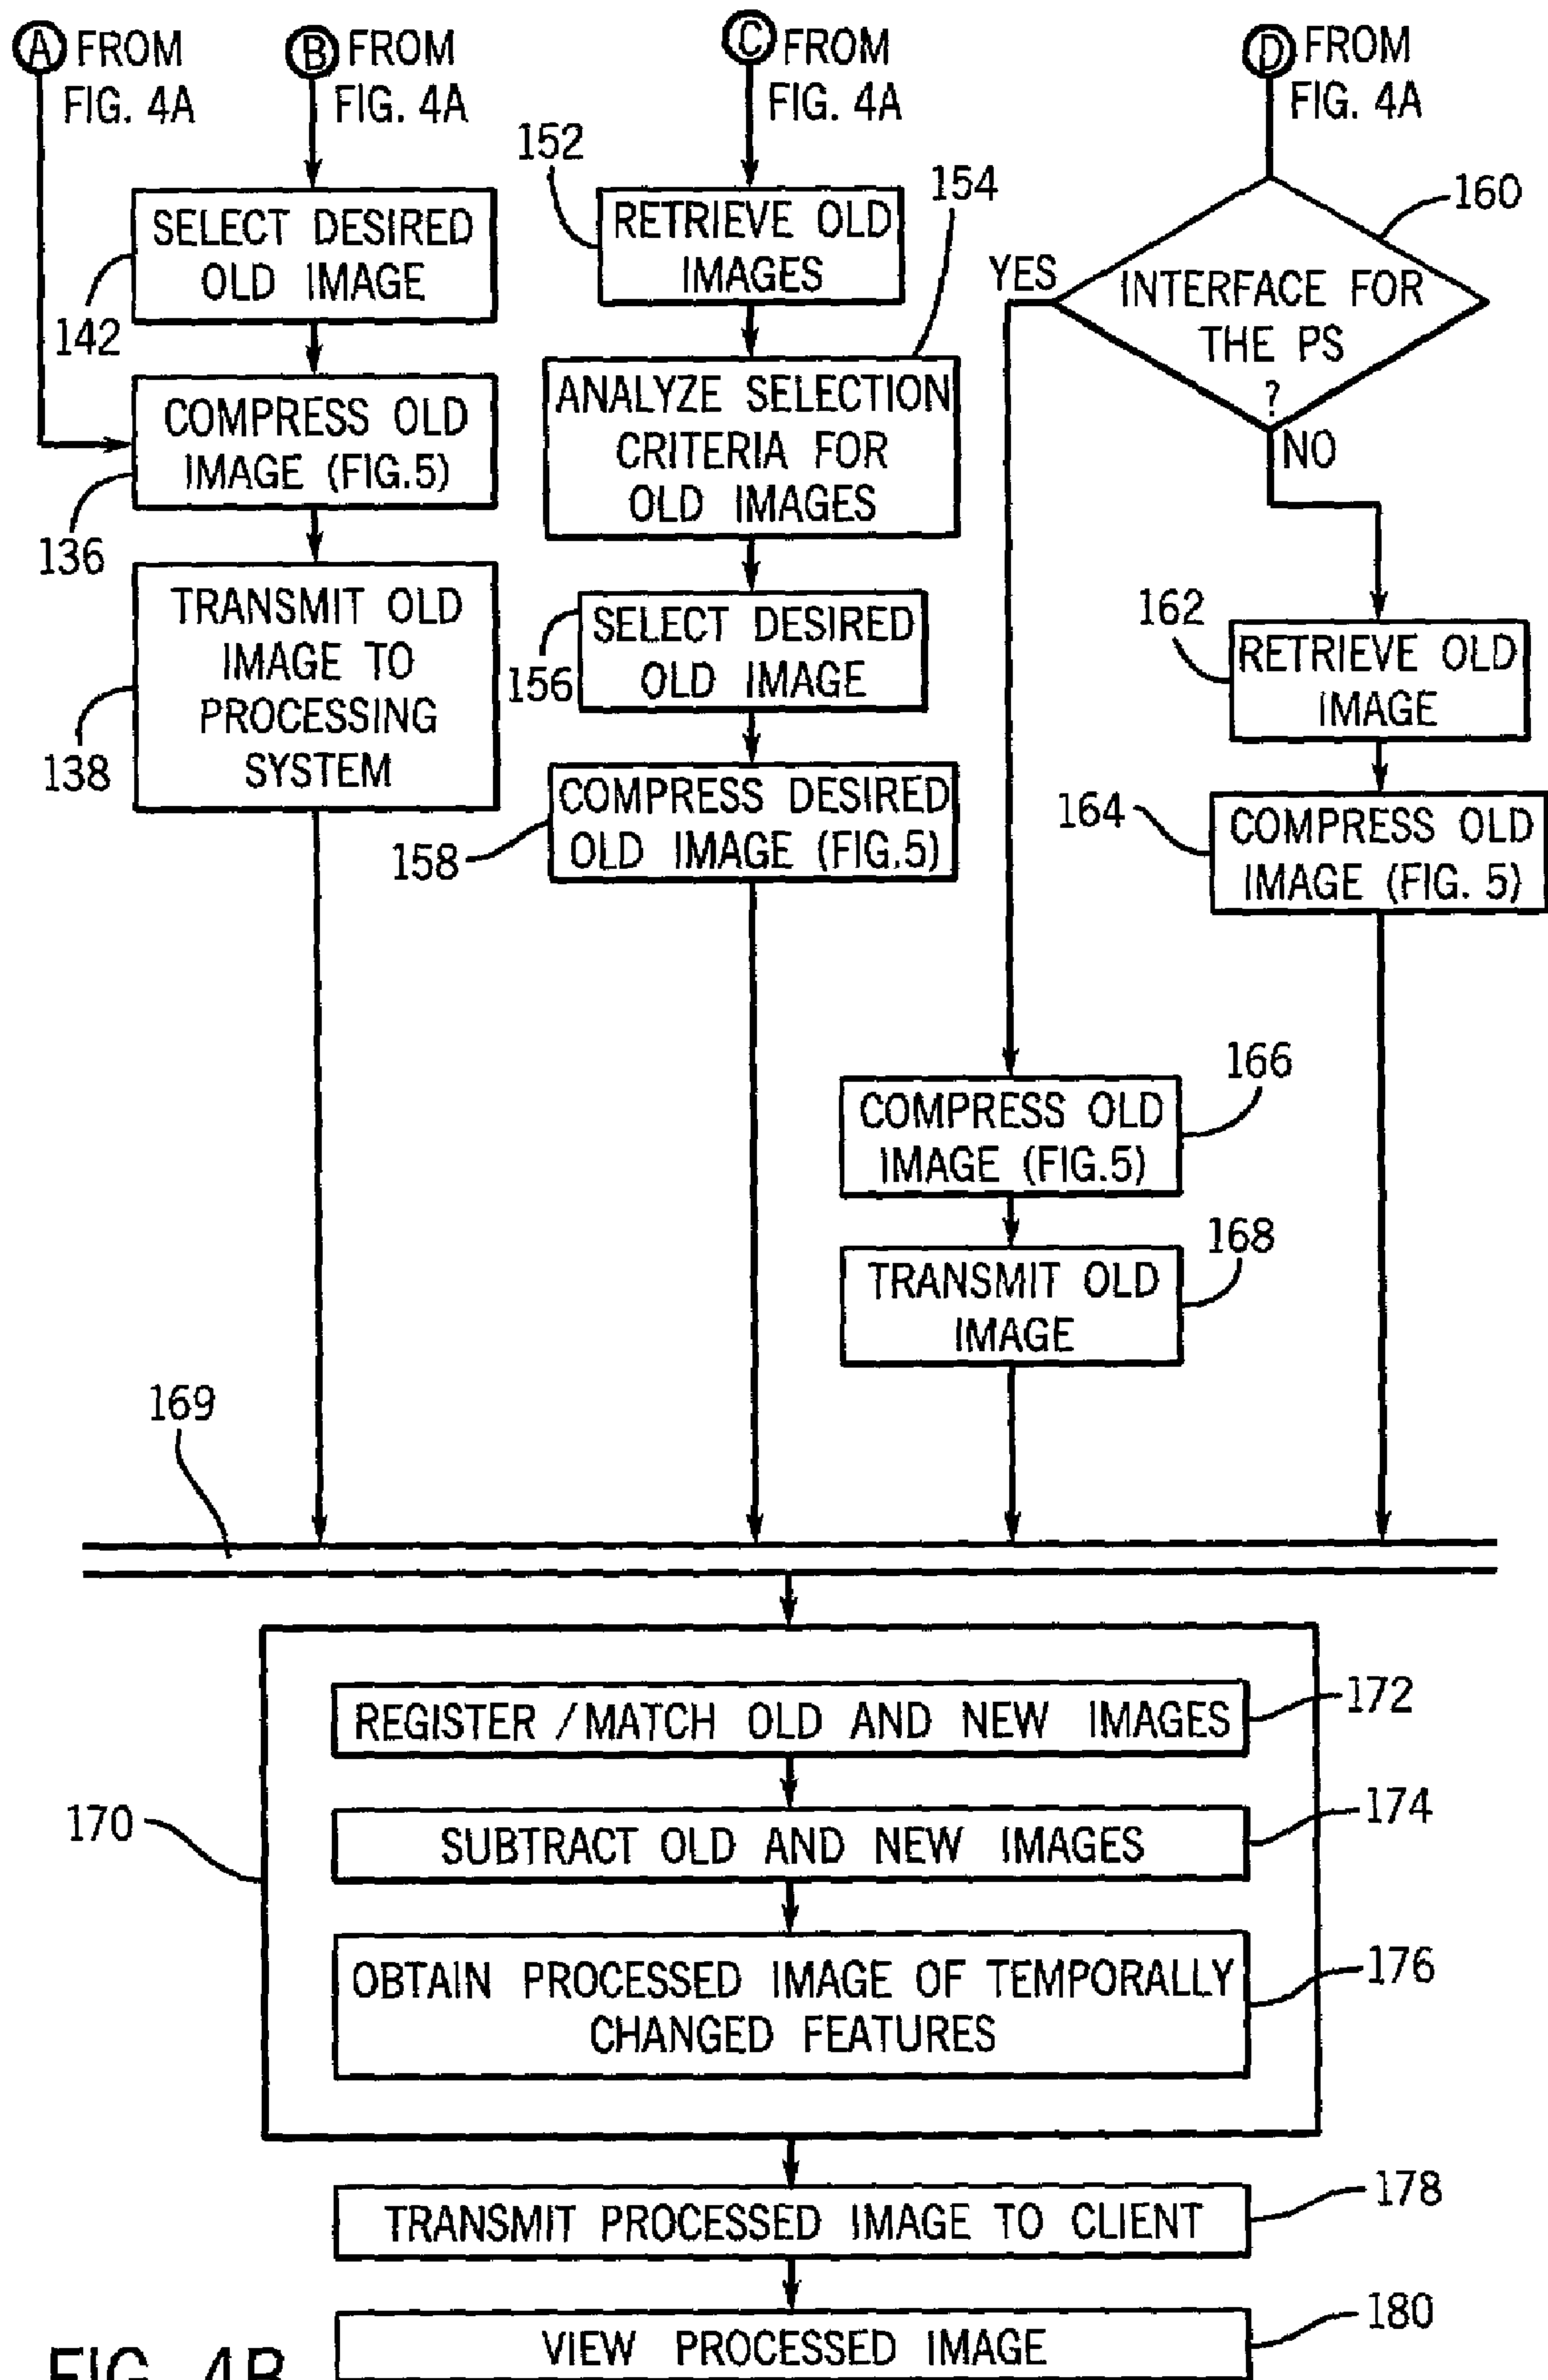 A FROM
FIG. 4A
B FROM
FIG. 4A
C FROM
FIG. 4A
D FROM
FIG. 4A
SELECT DESIRED
OLD IMAGE
142
COMPRESS OLD
IMAGE (FIG.5)
136
TRANSMIT OLD
IMAGE TO
PROCESSING
SYSTEM
138
152
RETRIEVE OLD
IMAGES
154
ANALYZE SELECTION
CRITERIA FOR
OLD IMAGES
SELECT DESIRED
OLD IMAGE
156
COMPRESS DESIRED
OLD IMAGE (FIG.5)
158
160
YES
INTERFACE FOR
THE PS
?
NO
162
RETRIEVE OLD
IMAGE
164
COMPRESS OLD
IMAGE (FIG. 5)
166
COMPRESS OLD
IMAGE (FIG.5)
168
TRANSMIT OLD
IMAGE
169
170
REGISTER / MATCH OLD AND NEW IMAGES
172
SUBTRACT OLD AND NEW IMAGES
174
OBTAIN PROCESSED IMAGE OF TEMPORALLY
CHANGED FEATURES
176
TRANSMIT PROCESSED IMAGE TO CLIENT
178
VIEW PROCESSED IMAGE
180
FIG. 4B